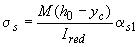 σ_s = M(h_0 − y_c) / I_red α_s1